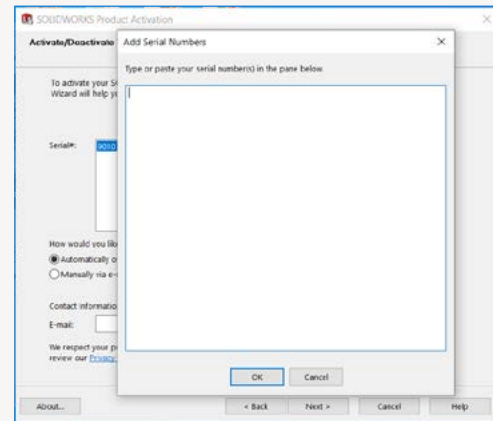 SOLIDWORKS Product Activation
Activate/Deactivate
Add Serial Numbers
Type or paste your serial number(s) in the pane below.
To activate your S
Wizard will help y
Serial#:
9010
How would you lik
Automatically o
Manually via e-
Contact informatio
E-mail:
We respect your p
review our Privacy
OK
Cancel
About...
< Back
Next >
Cancel
Help